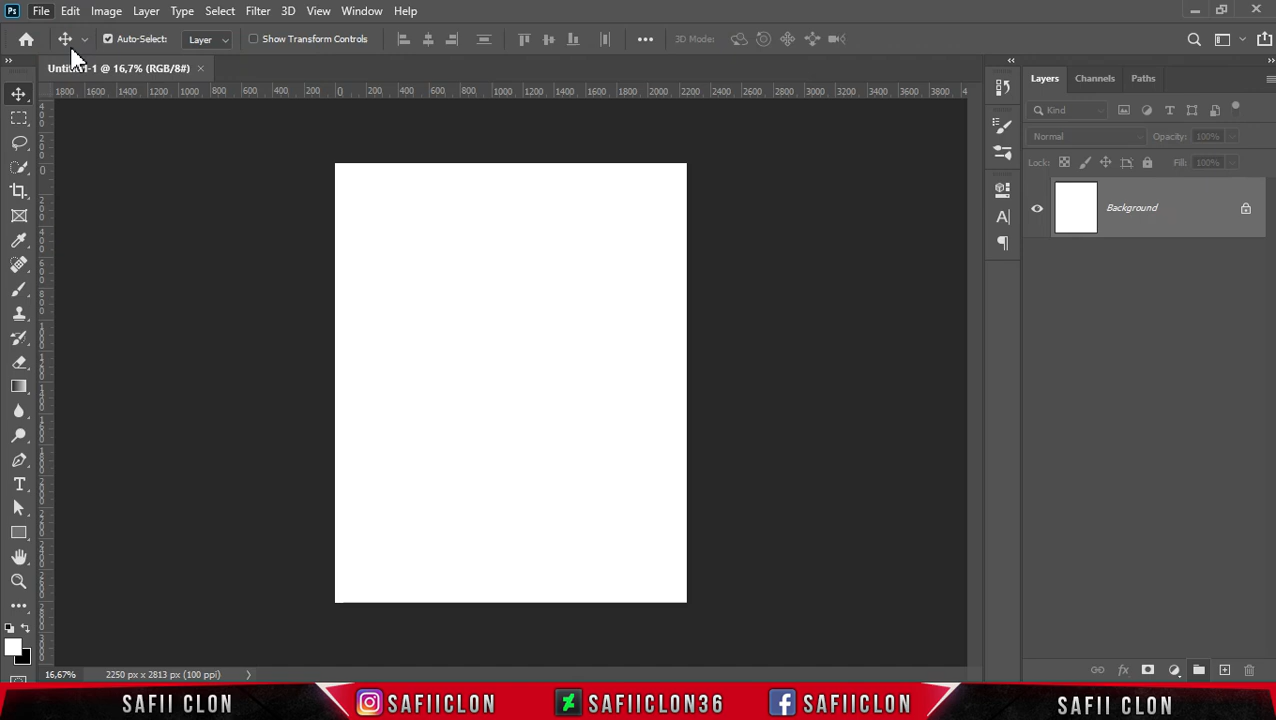 Ps File Edit Image Layer Type Select Filter 3D View Window Help
Auto-Select: Layer Show Transform Controls 3D Mode:
@ 16,7% (RGB/8#)
1800 1600 1400 1200 1000 800 600 400 200 0 200 400 600 800 1000 1200 1400 1600 1800 2000 2200 2400 2600 2800 3000 3200 3400 3600 3800 4
Layers Channels Paths
Kind
Normal Opacity: 100%
Lock: Fill: 100%
Background
16,67% 2250 px x 2813 px (100 ppi)
SAFII CLON SAFIICLON SAFIICLON36 SAFIICLON SAFII CLON